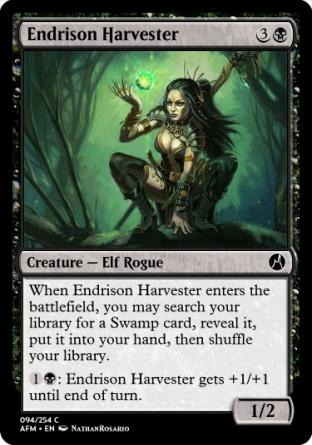 Endrison Harvester 3
Creature — Elf Rogue
When Endrison Harvester enters the
battlefield, you may search your
library for a Swamp card, reveal it,
put it into your hand, then shuffle
your library.
1 : Endrison Harvester gets +1/+1
until end of turn.
1/2
094/254 C
AFM • EN NathanRosario